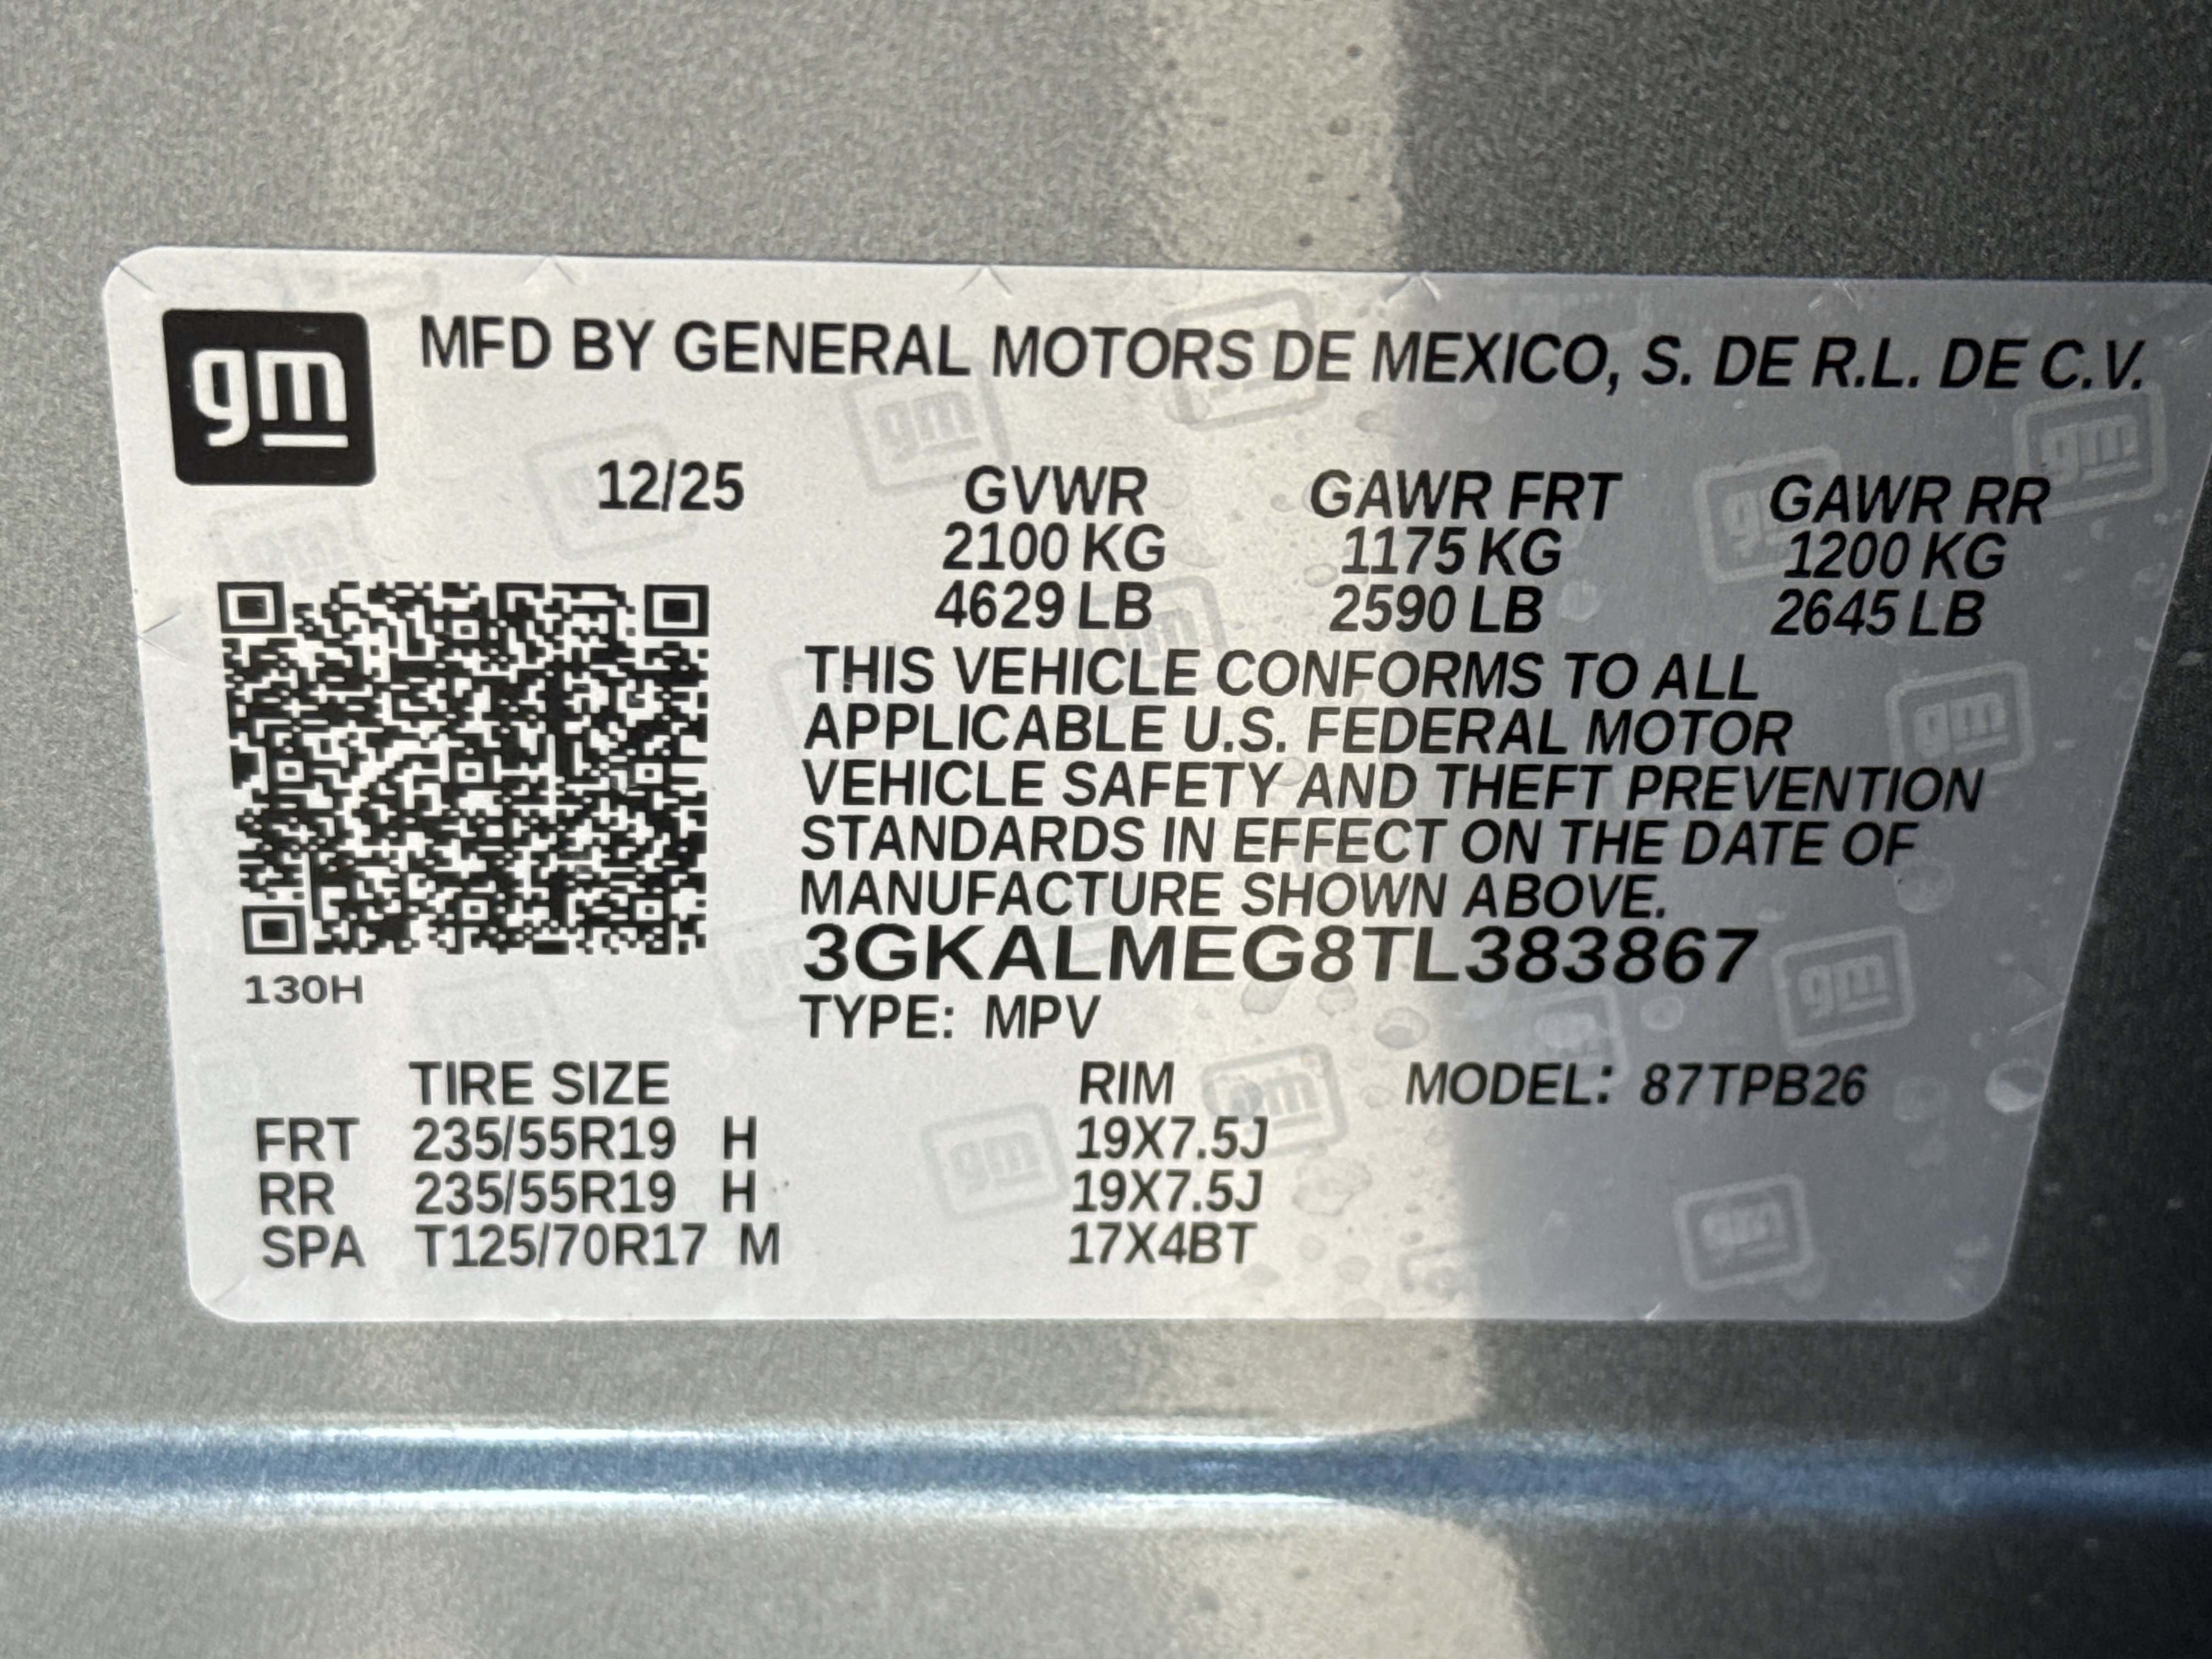 gm
MFD BY GENERAL MOTORS DE MEXICO, S. DE R.L. DE C.V.
12/25 GVWR GAWR FRT GAWR RR
2100 KG 1175 KG 1200 KG
4629 LB 2590 LB 2645 LB
THIS VEHICLE CONFORMS TO ALL
APPLICABLE U.S. FEDERAL MOTOR
VEHICLE SAFETY AND THEFT PREVENTION
STANDARDS IN EFFECT ON THE DATE OF
MANUFACTURE SHOWN ABOVE.
3GKALMEG8TL383867
130H
TYPE: MPV
TIRE SIZE RIM MODEL: 87TPB26
FRT 235/55R19 H 19X7.5J
RR 235/55R19 H 19X7.5J
SPA T125/70R17 M 17X4BT